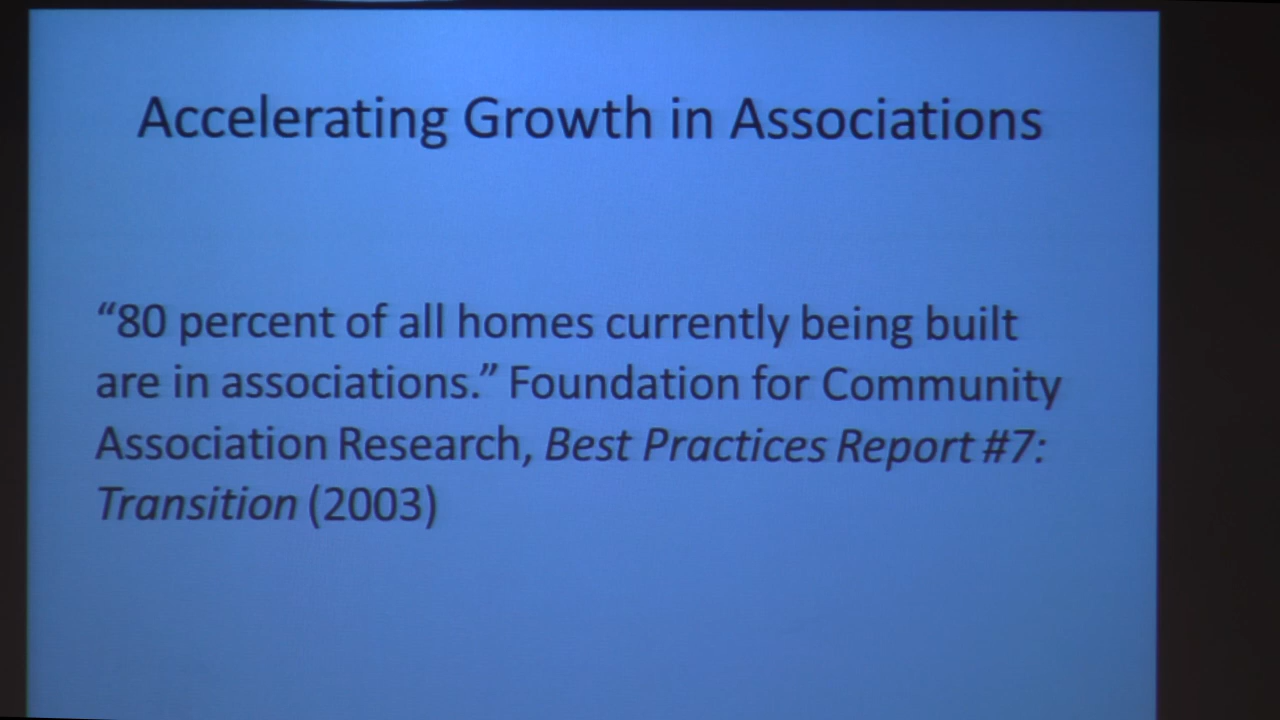 Accelerating Growth in Associations
“80 percent of all homes currently being built
are in associations.” Foundation for Community
Association Research, Best Practices Report #7:
Transition (2003)